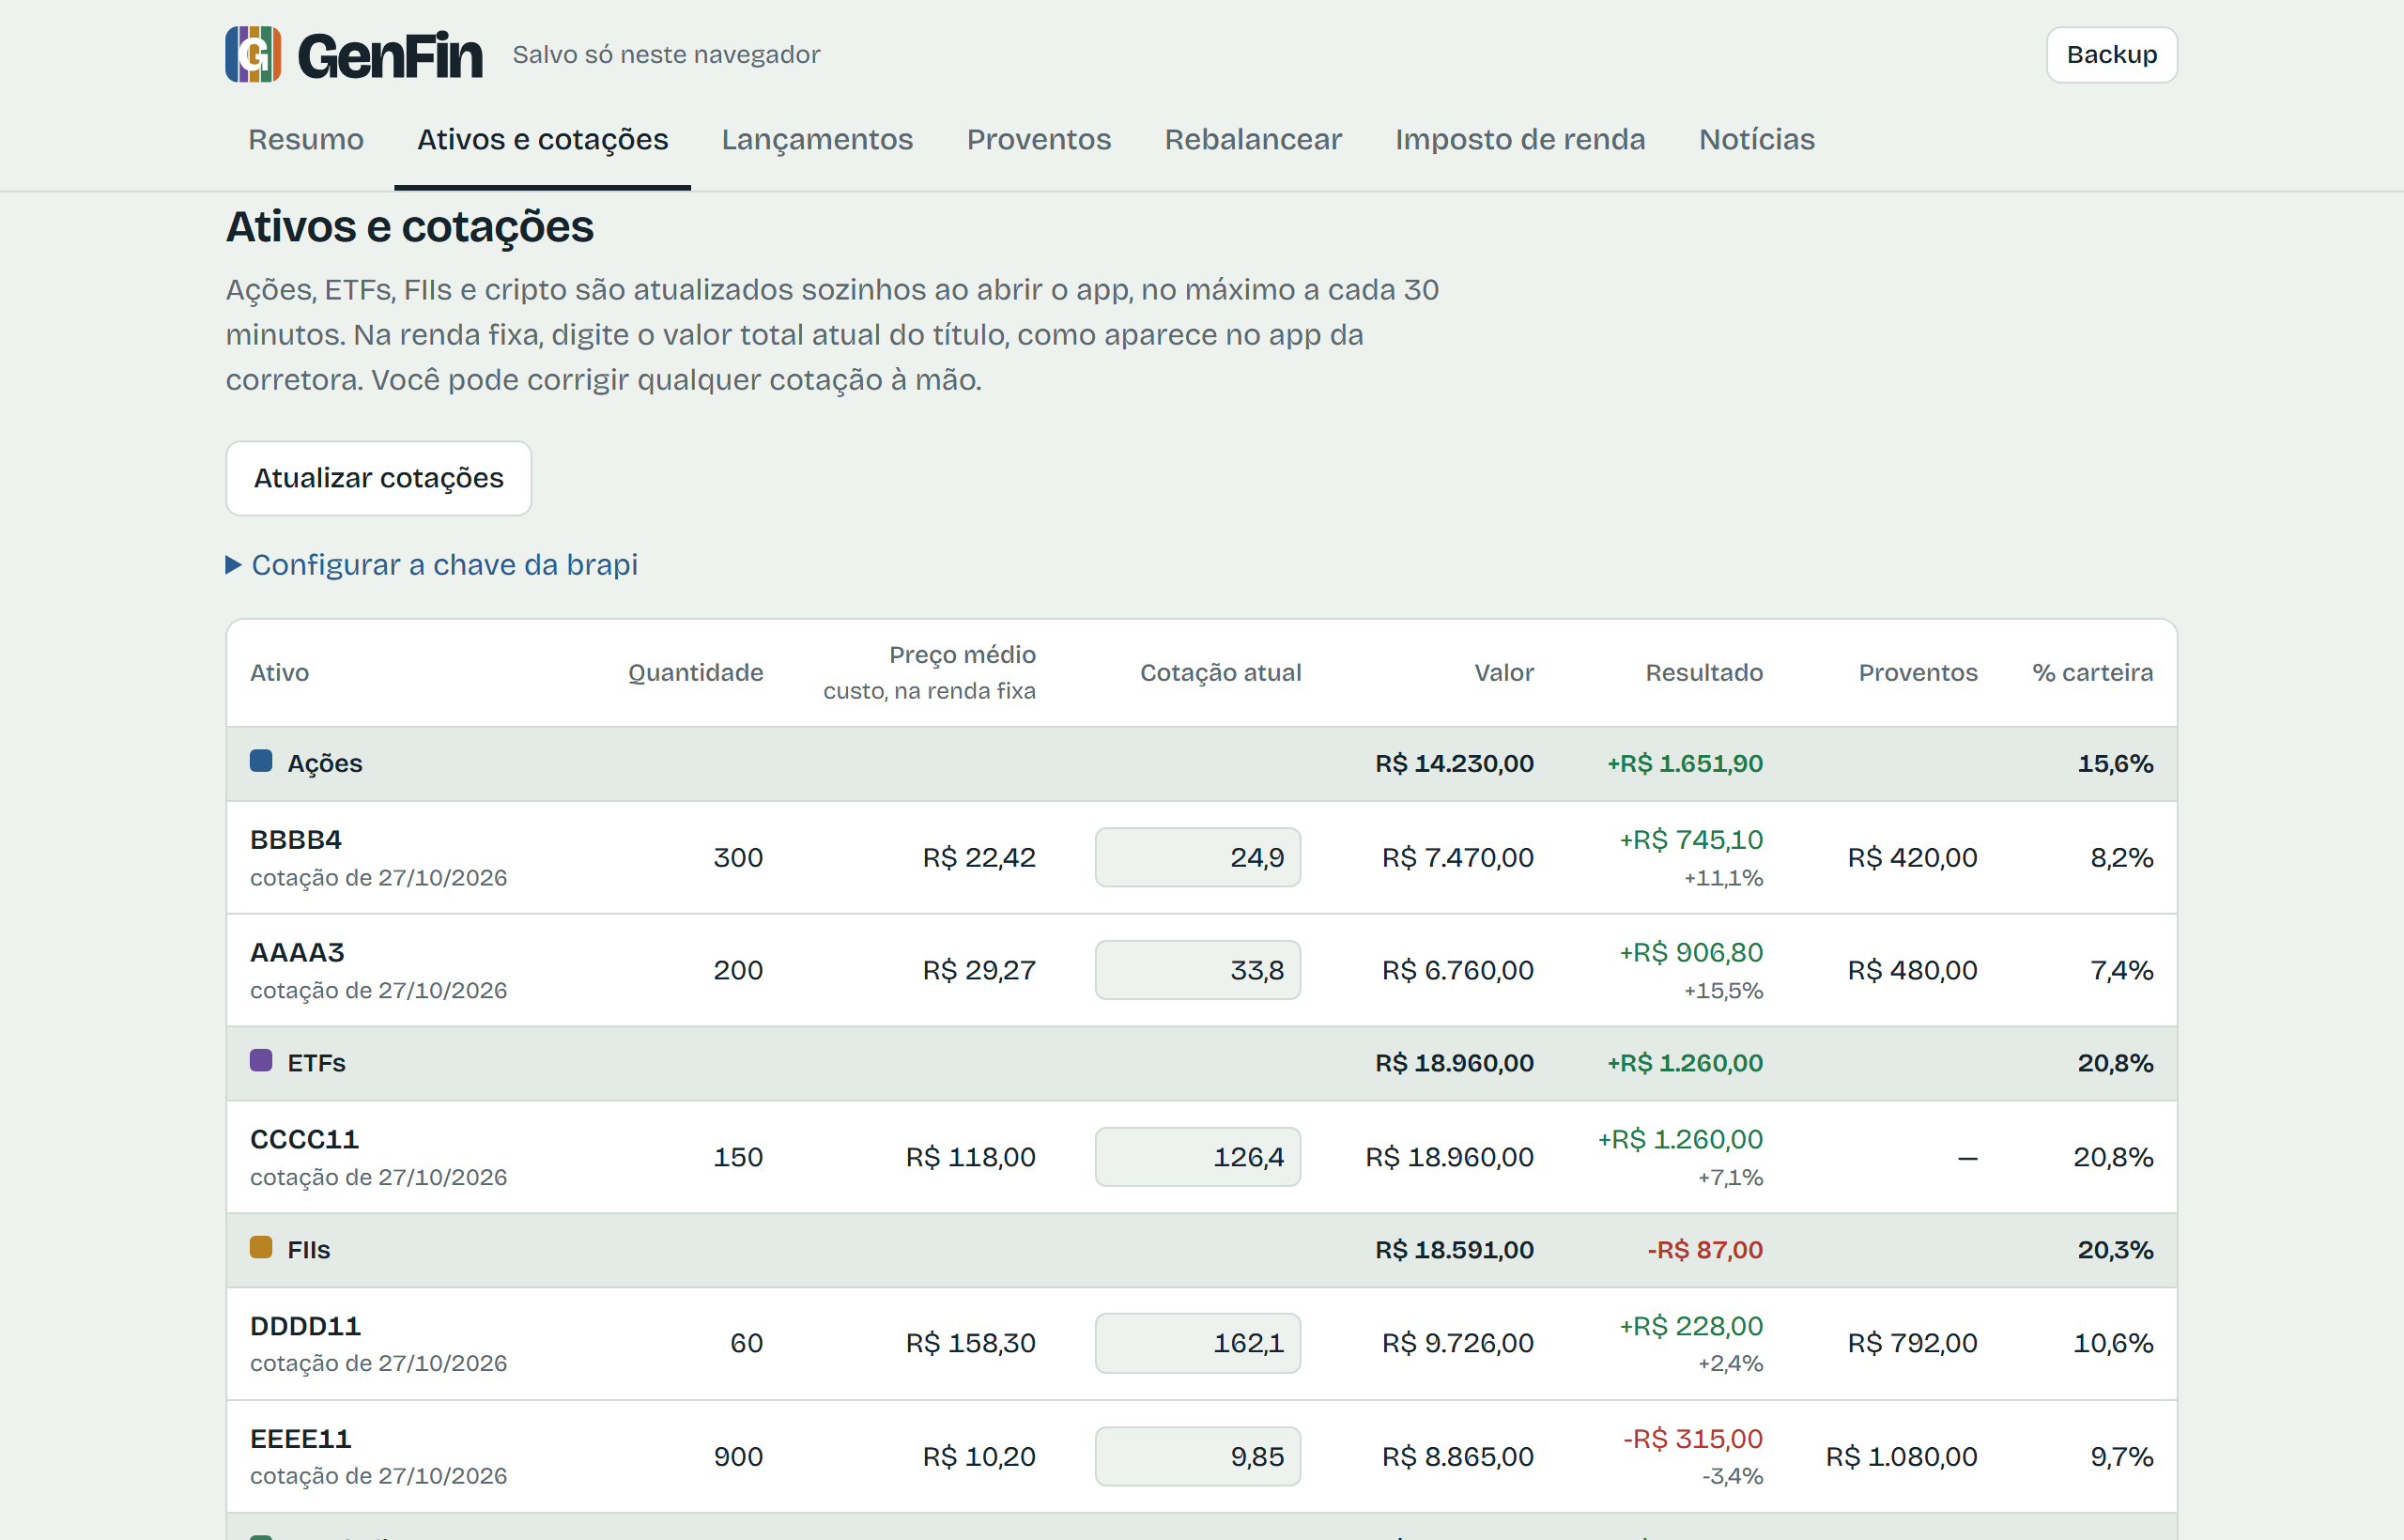 G GenFin Salvo só neste navegador Backup
Resumo Ativos e cotações Lançamentos Proventos Rebalancear Imposto de renda Notícias
Ativos e cotações
Ações, ETFs, FIIs e cripto são atualizados sozinhos ao abrir o app, no máximo a cada 30
minutos. Na renda fixa, digite o valor total atual do título, como aparece no app da
corretora. Você pode corrigir qualquer cotação à mão.
Atualizar cotações
Configurar a chave da brapi
Ativo Quantidade Preço médio custo, na renda fixa Cotação atual Valor Resultado Proventos % carteira
Ações R$ 14.230,00 +R$ 1.651,90 15,6%
BBBB4 300 R$ 22,42 24,9 R$ 7.470,00 +R$ 745,10 R$ 420,00 8,2%
cotação de 27/10/2026 +11,1%
AAAA3 200 R$ 29,27 33,8 R$ 6.760,00 +R$ 906,80 R$ 480,00 7,4%
cotação de 27/10/2026 +15,5%
ETFs R$ 18.960,00 +R$ 1.260,00 20,8%
CCCC11 150 R$ 118,00 126,4 R$ 18.960,00 +R$ 1.260,00 — 20,8%
cotação de 27/10/2026 +7,1%
FIIs R$ 18.591,00 -R$ 87,00 20,3%
DDDD11 60 R$ 158,30 162,1 R$ 9.726,00 +R$ 228,00 R$ 792,00 10,6%
cotação de 27/10/2026 +2,4%
EEEE11 900 R$ 10,20 9,85 R$ 8.865,00 -R$ 315,00 R$ 1.080,00 9,7%
cotação de 27/10/2026 -3,4%